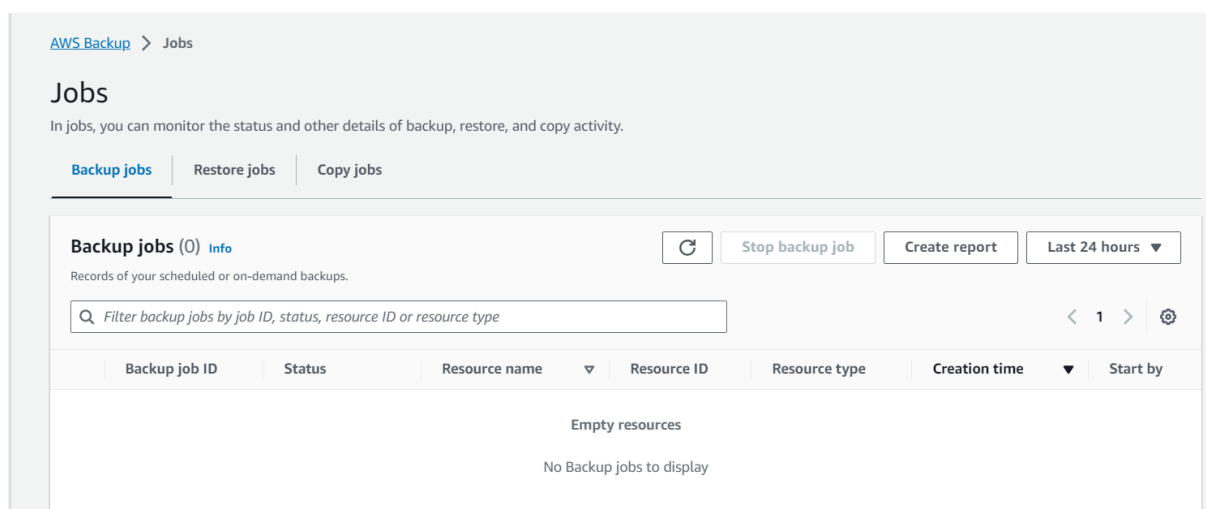 AWS Backup > Jobs
Jobs
In jobs, you can monitor the status and other details of backup, restore, and copy activity.
Backup jobs Restore jobs Copy jobs
Backup jobs (0) Info Stop backup job Create report Last 24 hours ▼
Records of your scheduled or on-demand backups.
Filter backup jobs by job ID, status, resource ID or resource type < 1 >
Backup job ID Status Resource name Resource ID Resource type Creation time Start by
Empty resources
No Backup jobs to display